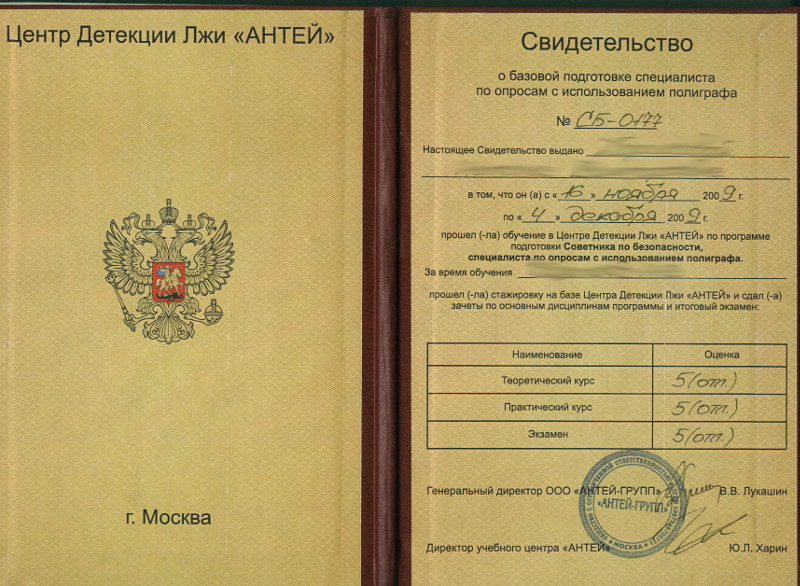 Центр Детекции Лжи «АНТЕЙ»
г. Москва
Свидетельство
о базовой подготовке специалиста
по опросам с использованием полиграфа
№ СБ-0177
Настоящее Свидетельство выдано
в том, что он (а) с « 16 » ноября 2009 г.
по « 4 » декабря 2009 г.
прошел (-ла) обучение в Центре Детекции Лжи «АНТЕЙ» по программе
подготовки Советника по безопасности,
специалиста по опросам с использованием полиграфа.
За время обучения
прошел (-ла) стажировку на базе Центра Детекции Лжи «АНТЕЙ» и сдал (-а)
зачеты по основным дисциплинам программы и итоговый экзамен:
Наименование Оценка
Теоретический курс 5 (отл.)
Практический курс 5 (отл.)
Экзамен 5 (отл.)
Генеральный директор ООО «АНТЕЙ-ГРУПП» В.В. Лукашин
«АНТЕЙ-ГРУПП»
МОСКВА
Директор учебного центра «АНТЕЙ» Ю.Л. Харин